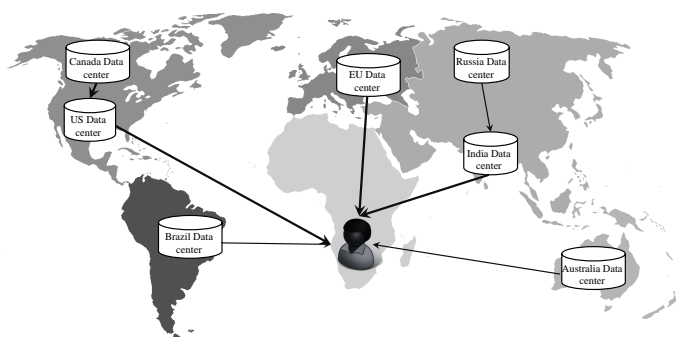 Canada Data
center
US Data
center
EU Data
center
Russia Data
center
India Data
center
Brazil Data
center
Australia Data
center